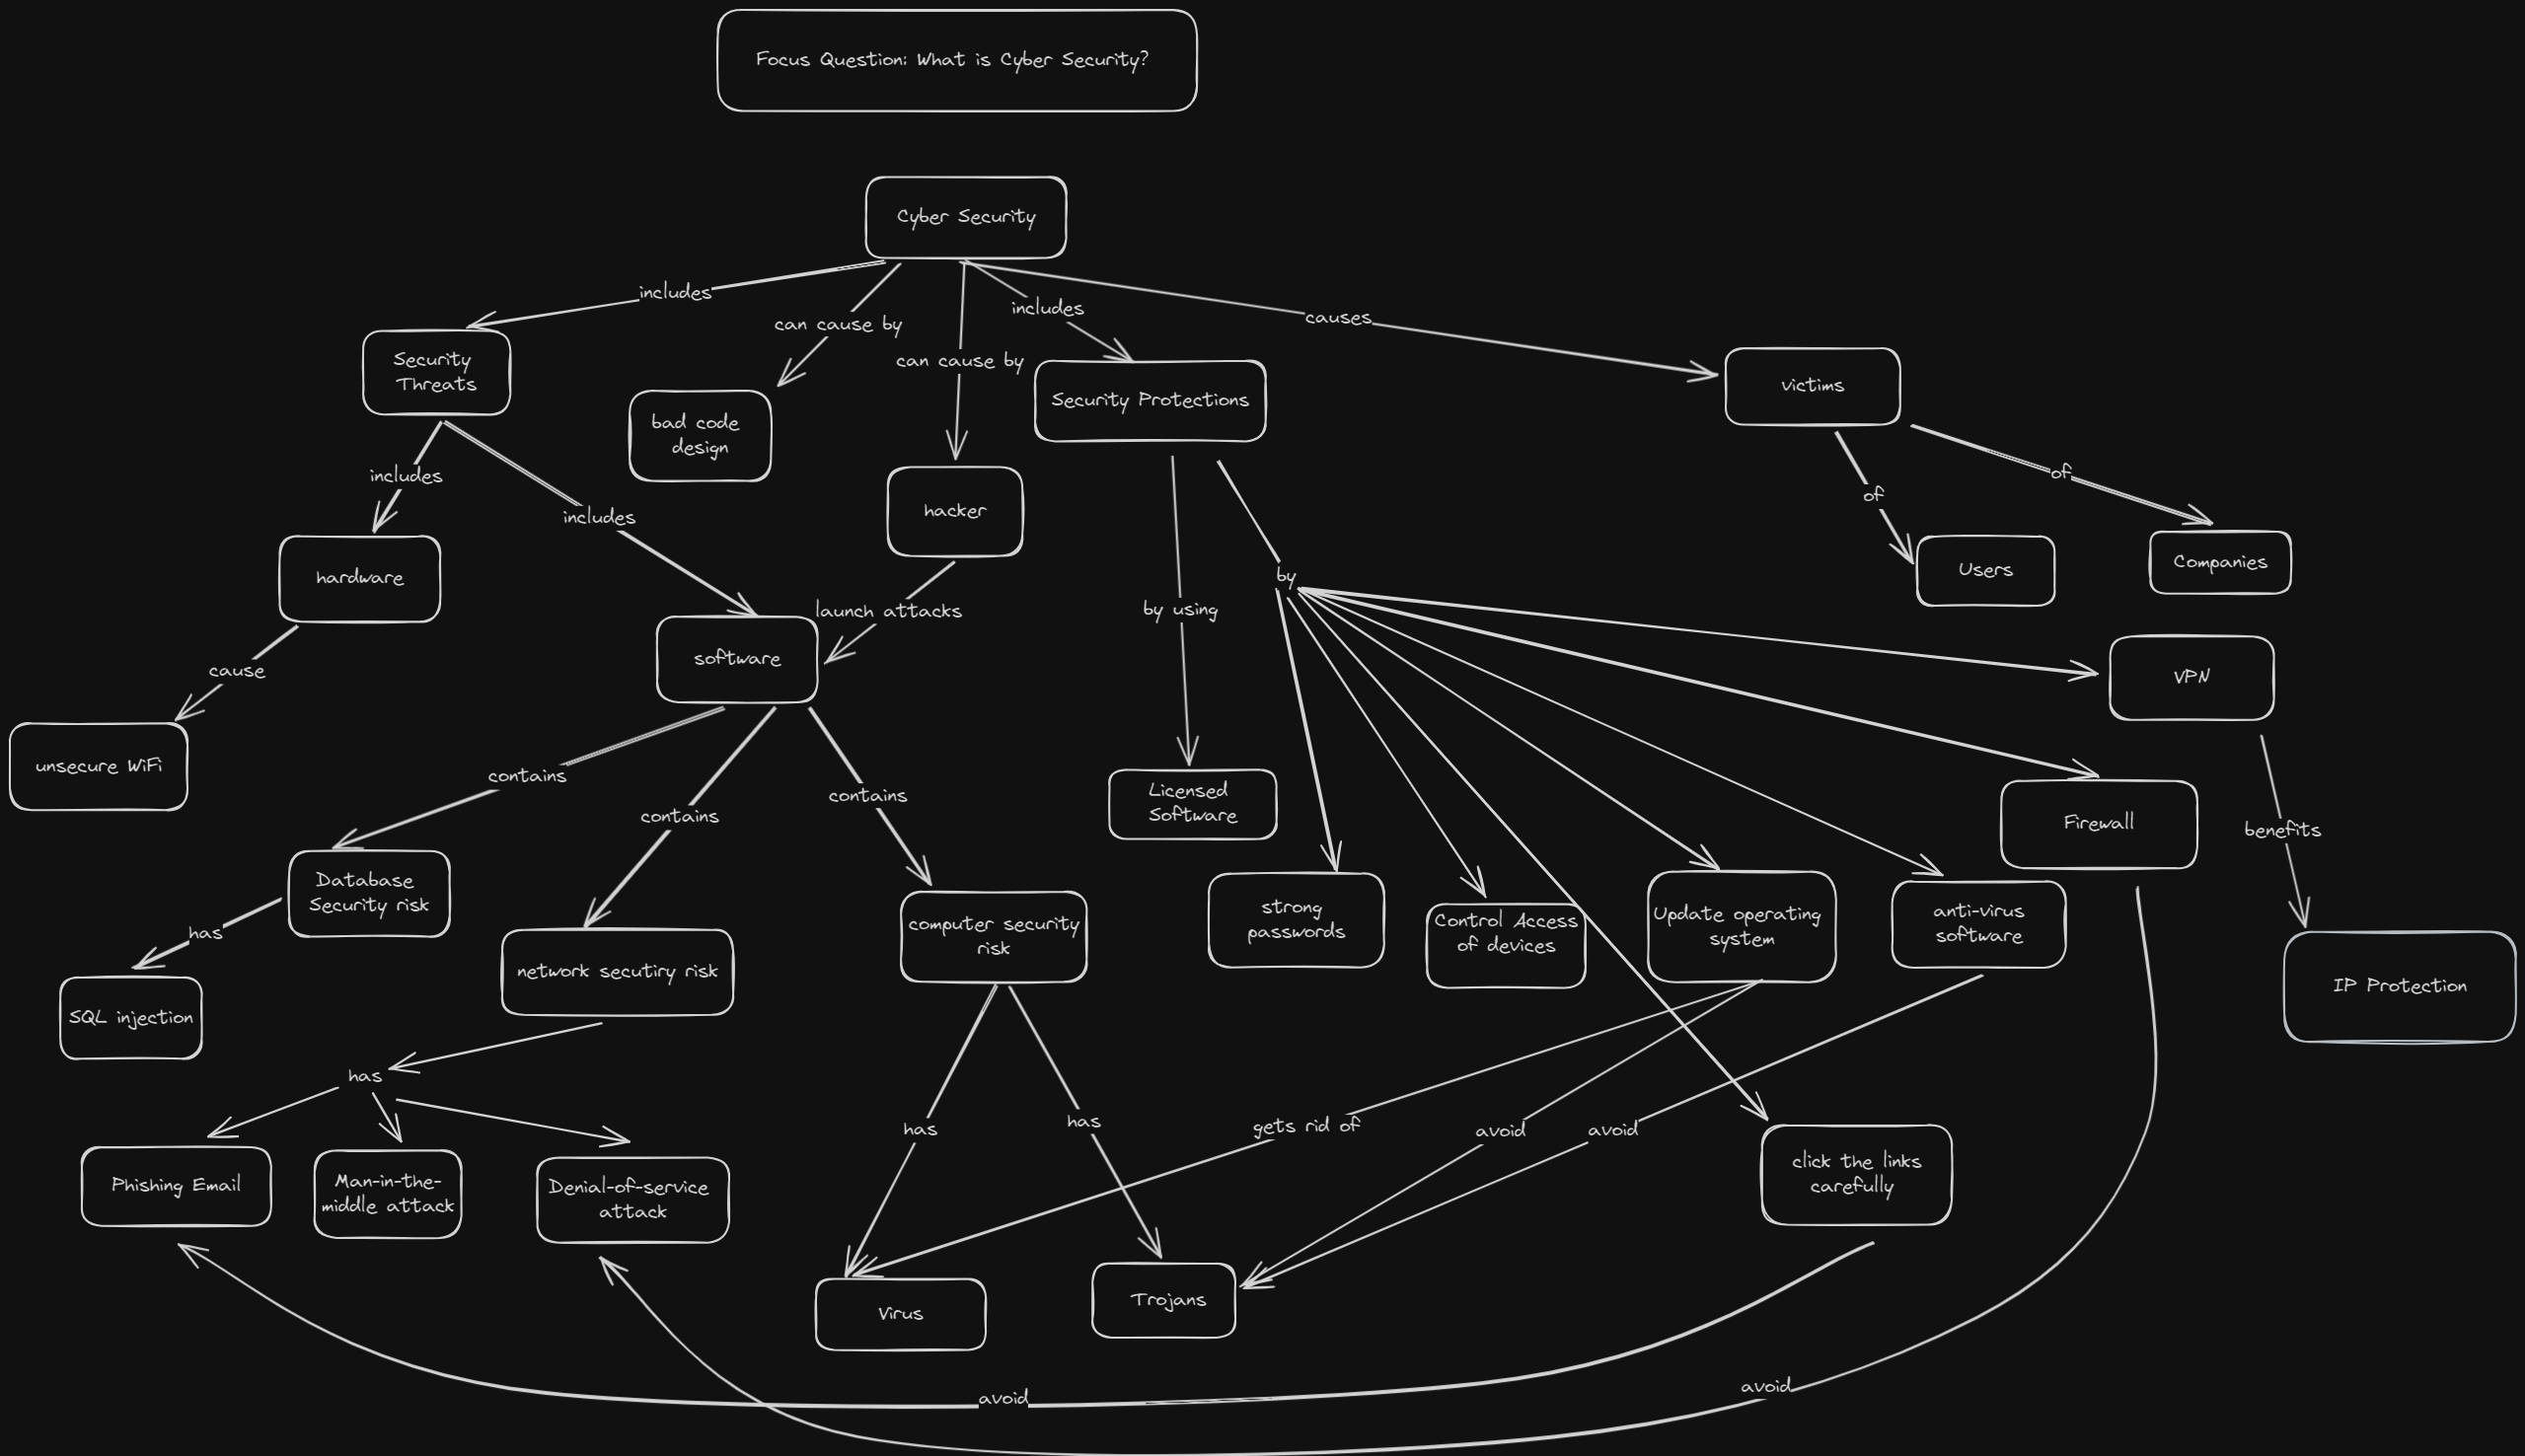 Focus Question: What is Cyber Security?
Cyber Security
includes
can cause by
can cause by
includes
causes
Security
Threats
bad code
design
Security Protections
victims
includes
includes
hacker
of
of
hardware
launch attacks
by using
by
Users
Companies
cause
software
VPN
unsecure WiFi
contains
contains
contains
Licensed
Software
Firewall
benefits
Database
Security risk
has
SQL injection
network secutiry risk
computer security
risk
strong
passwords
Control Access
of devices
Update operating
system
anti-virus
software
IP Protection
has
has
has
gets rid of
avoid
avoid
Phishing Email
Man-in-the-
middle attack
Denial-of-service
attack
click the links
carefully
Virus
Trojans
avoid
avoid